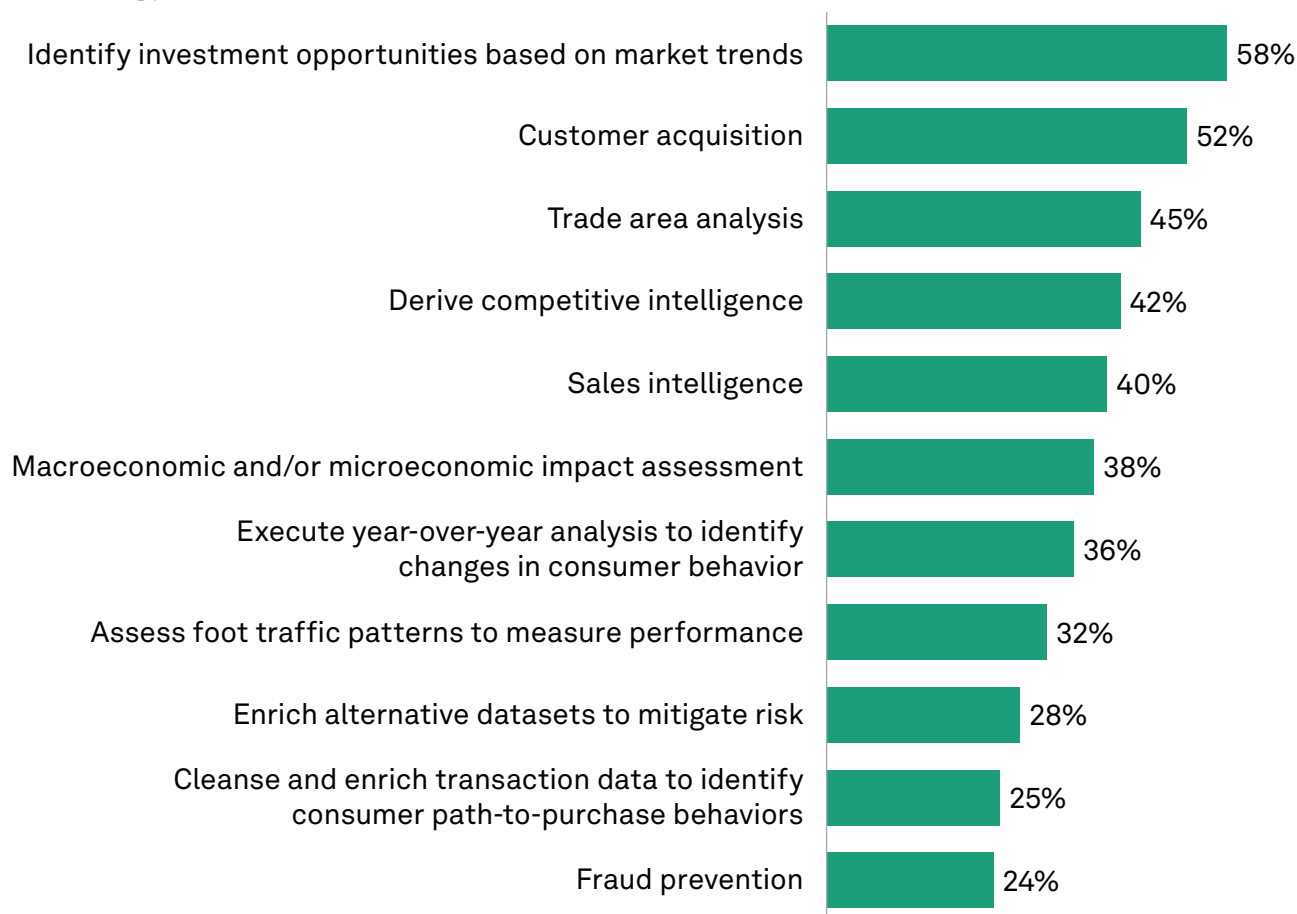 Identify investment opportunities based on market trends 58%
Customer acquisition 52%
Trade area analysis 45%
Derive competitive intelligence 42%
Sales intelligence 40%
Macroeconomic and/or microeconomic impact assessment 38%
Execute year-over-year analysis to identify
changes in consumer behavior 36%
Assess foot traffic patterns to measure performance 32%
Enrich alternative datasets to mitigate risk 28%
Cleanse and enrich transaction data to identify
consumer path-to-purchase behaviors 25%
Fraud prevention 24%